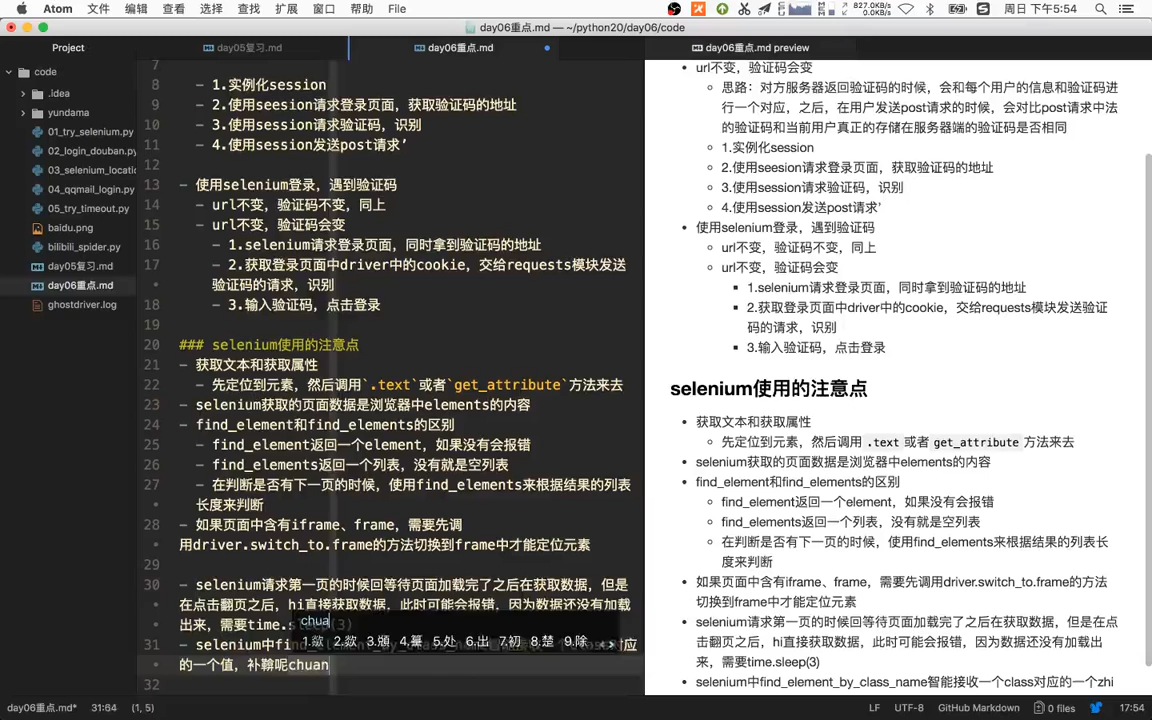 Atom 文件 编辑 查看 选择 查找 扩展 窗口 帮助 File
827.0KB/s
0.0KB/s
周日 下午5:54
day06重点.md — ~/python20/day06/code
Project
day05复习.md
day06重点.md
day06重点.md preview
code
.idea
yundama
01_try_selenium.py
02_login_douban.py
03_selenium_locatio
04_qqmail_login.py
05_try_timeout.py
baidu.png
bilibili_spider.py
day05复习.md
day06重点.md
ghostdriver.log
7
8 - 1.实例化session
9 - 2.使用seesion请求登录页面，获取验证码的地址
10 - 3.使用session请求验证码，识别
11 - 4.使用session发送post请求’
12
13 - 使用selenium登录，遇到验证码
14 - url不变，验证码不变，同上
15 - url不变，验证码会变
16 - 1.selenium请求登录页面，同时拿到验证码的地址
17 - 2.获取登录页面中driver中的cookie，交给requests模块发送
验证码的请求，识别
18 - 3.输入验证码，点击登录
19
20 ### selenium使用的注意点
21 - 获取文本和获取属性
22 - 先定位到元素，然后调用`.text`或者`get_attribute`方法来去
23 - selenium获取的页面数据是浏览器中elements的内容
24 - find_element和find_elements的区别
25 - find_element返回一个element，如果没有会报错
26 - find_elements返回一个列表，没有就是空列表
27 - 在判断是否有下一页的时候，使用find_elements来根据结果的列表
长度来判断
28 - 如果页面中含有iframe、frame，需要先调
用driver.switch_to.frame的方法切换到frame中才能定位元素
29
30 - selenium请求第一页的时候回等待页面加载完了之后在获取数据，但是
在点击翻页之后，hi直接获取数据，此时可能会报错，因为数据还没有加载
出来，需要time.sleep(3)
chua
5.处 6.出 7.初 8.楚 9.除
31 - selenium中find_element_by_class_name智能接收一个class对应
的一个值，chuan
32
url不变，验证码会变
思路：对方服务器返回验证码的时候，会和每个用户的信息和验证码进
行一个对应，之后，在用户发送post请求的时候，会对比post请求中法
的验证码和当前用户真正的存储在服务器端的验证码是否相同
1.实例化session
2.使用seesion请求登录页面，获取验证码的地址
3.使用session请求验证码，识别
4.使用session发送post请求’
使用selenium登录，遇到验证码
url不变，验证码不变，同上
url不变，验证码会变
1.selenium请求登录页面，同时拿到验证码的地址
2.获取登录页面中driver中的cookie，交给requests模块发送验证
码的请求，识别
3.输入验证码，点击登录
selenium使用的注意点
获取文本和获取属性
先定位到元素，然后调用 .text 或者 get_attribute 方法来去
selenium获取的页面数据是浏览器中elements的内容
find_element和find_elements的区别
find_element返回一个element，如果没有会报错
find_elements返回一个列表，没有就是空列表
在判断是否有下一页的时候，使用find_elements来根据结果的列表长
度来判断
如果页面中含有iframe、frame，需要先调用driver.switch_to.frame的方法
切换到frame中才能定位元素
selenium请求第一页的时候回等待页面加载完了之后在获取数据，但是在点
击翻页之后，hi直接获取数据，此时可能会报错，因为数据还没有加载出
来，需要time.sleep(3)
selenium中find_element_by_class_name智能接收一个class对应的一个zhi
day06重点.md* 31:64 (1, 5)
LF UTF-8 GitHub Markdown 0 files 17:54